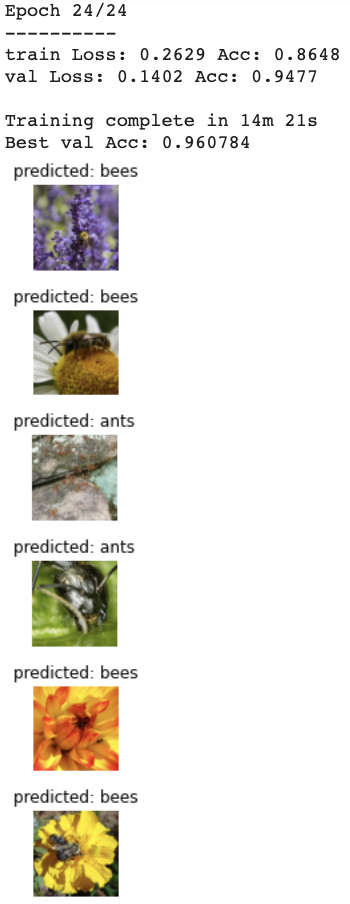 Epoch 24/24
----------
train Loss: 0.2629 Acc: 0.8648
val Loss: 0.1402 Acc: 0.9477
Training complete in 14m 21s
Best val Acc: 0.960784
predicted: bees
predicted: bees
predicted: ants
predicted: ants
predicted: bees
predicted: bees